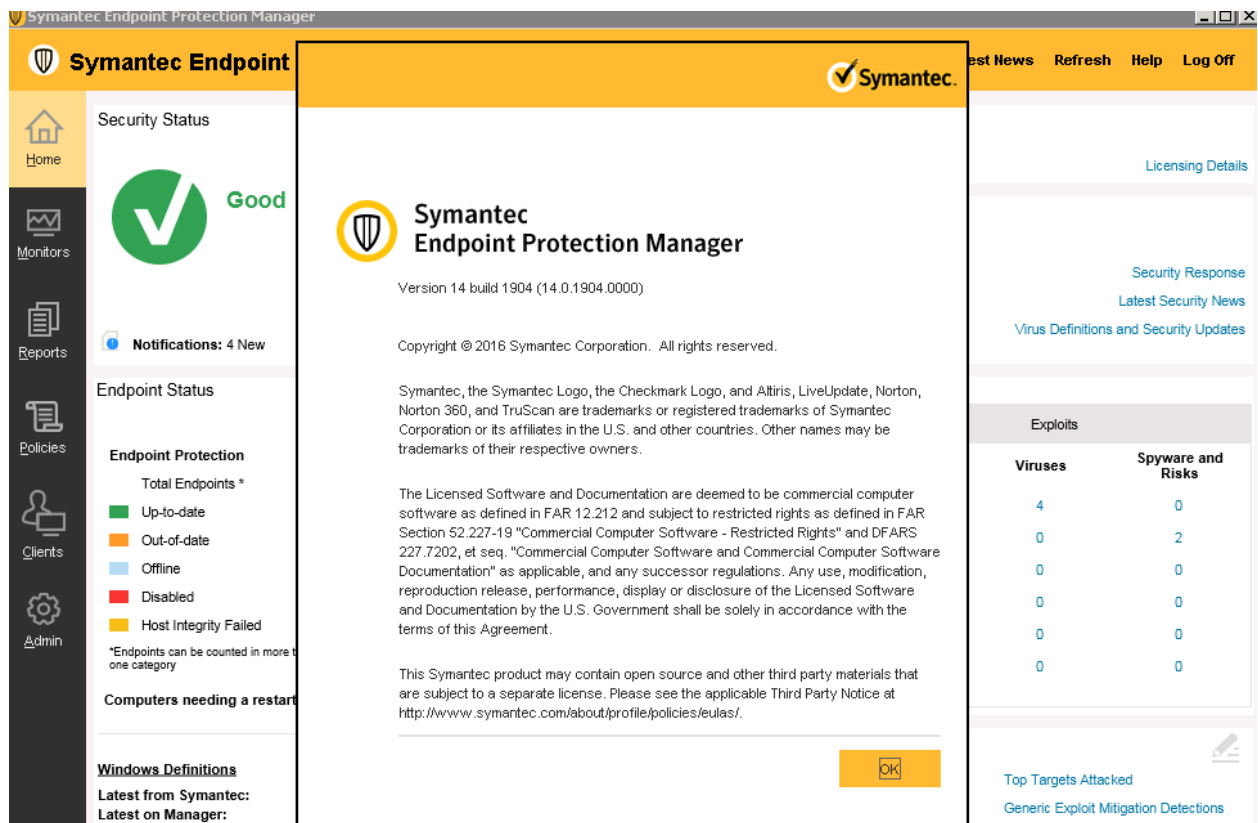 Symantec Endpoint Protection Manager
Symantec Endpoint
est News Refresh Help Log Off
Symantec.
Home
Monitors
Reports
Policies
Clients
Admin
Security Status
Good
Notifications: 4 New
Licensing Details
Security Response
Latest Security News
Virus Definitions and Security Updates
Endpoint Status
Endpoint Protection
Total Endpoints *
Up-to-date
Out-of-date
Offline
Disabled
Host Integrity Failed
*Endpoints can be counted in more t
one category
Computers needing a restart
Windows Definitions
Latest from Symantec:
Latest on Manager:
Symantec
Endpoint Protection Manager
Version 14 build 1904 (14.0.1904.0000)
Copyright © 2016 Symantec Corporation. All rights reserved.
Symantec, the Symantec Logo, the Checkmark Logo, and Altiris, LiveUpdate, Norton,
Norton 360, and TruScan are trademarks or registered trademarks of Symantec
Corporation or its affiliates in the U.S. and other countries. Other names may be
trademarks of their respective owners.
The Licensed Software and Documentation are deemed to be commercial computer
software as defined in FAR 12.212 and subject to restricted rights as defined in FAR
Section 52.227-19 "Commercial Computer Software - Restricted Rights" and DFARS
227.7202, et seq. "Commercial Computer Software and Commercial Computer Software
Documentation" as applicable, and any successor regulations. Any use, modification,
reproduction release, performance, display or disclosure of the Licensed Software
and Documentation by the U.S. Government shall be solely in accordance with the
terms of this Agreement.
This Symantec product may contain open source and other third party materials that
are subject to a separate license. Please see the applicable Third Party Notice at
http://www.symantec.com/about/profile/policies/eulas/.
OK
Exploits
Viruses Spyware and
Risks
4 0
0 2
0 0
0 0
0 0
0 0
Top Targets Attacked
Generic Exploit Mitigation Detections